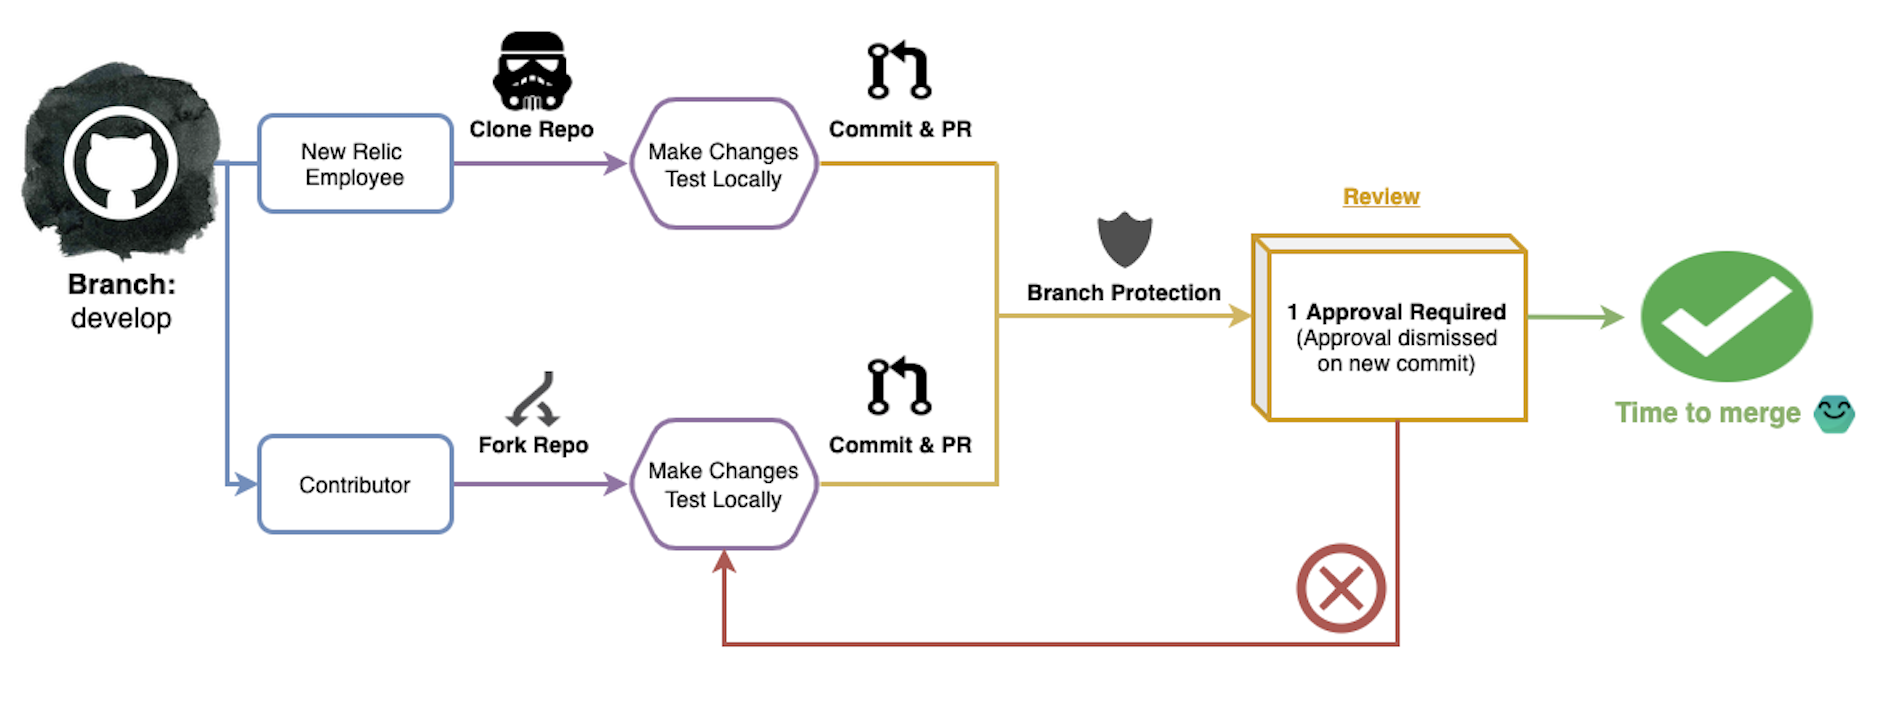 Branch:
develop
New Relic
Employee
Clone Repo
Make Changes
Test Locally
Commit & PR
Contributor
Fork Repo
Make Changes
Test Locally
Commit & PR
Branch Protection
Review
1 Approval Required
(Approval dismissed
on new commit)
Time to merge